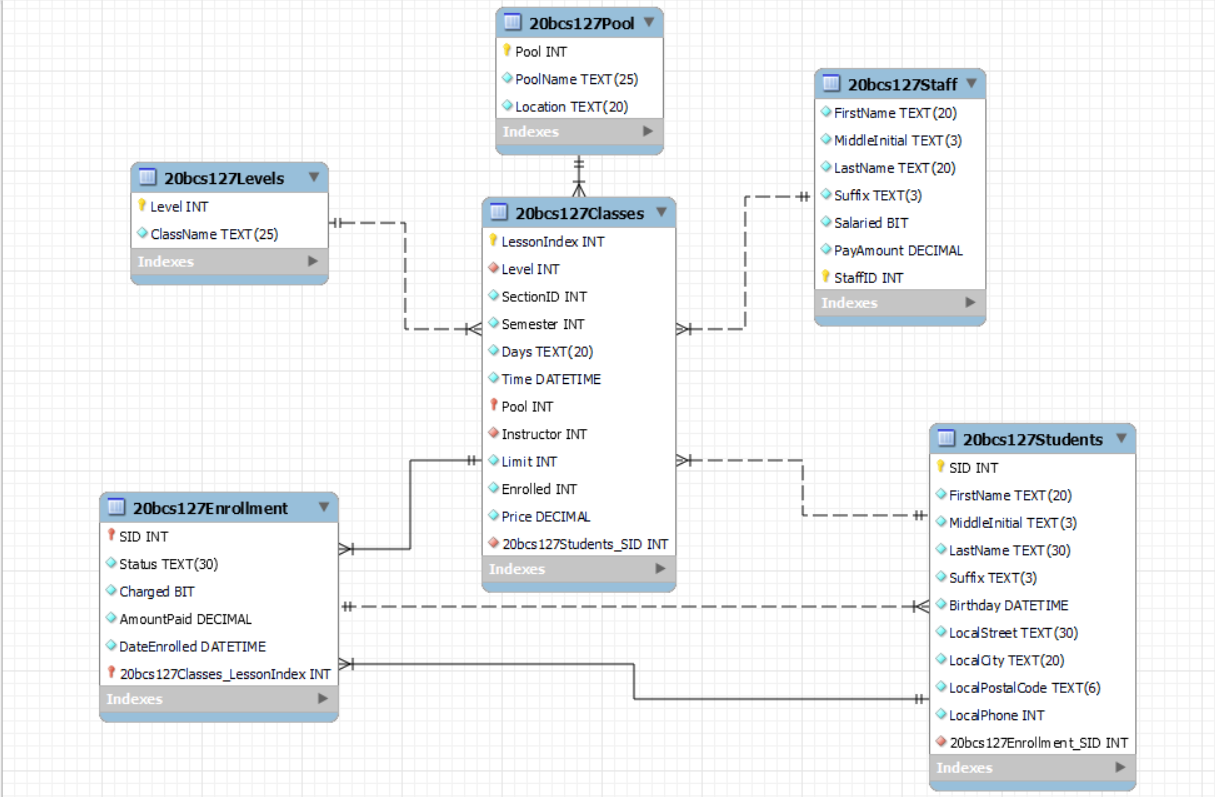 20bcs127Pool
Pool INT
PoolName TEXT(25)
Location TEXT(20)
Indexes
20bcs127Staff
FirstName TEXT(20)
MiddleInitial TEXT(3)
LastName TEXT(20)
Suffix TEXT(3)
Salaried BIT
PayAmount DECIMAL
StaffID INT
Indexes
20bcs127Levels
Level INT
ClassName TEXT(25)
Indexes
20bcs127Classes
LessonIndex INT
Level INT
SectionID INT
Semester INT
Days TEXT(20)
Time DATETIME
Pool INT
Instructor INT
Limit INT
Enrolled INT
Price DECIMAL
20bcs127Students_SID INT
Indexes
20bcs127Enrollment
SID INT
Status TEXT(30)
Charged BIT
AmountPaid DECIMAL
DateEnrolled DATETIME
20bcs127Classes_LessonIndex INT
Indexes
20bcs127Students
SID INT
FirstName TEXT(20)
MiddleInitial TEXT(3)
LastName TEXT(30)
Suffix TEXT(3)
Birthday DATETIME
LocalStreet TEXT(30)
LocalCity TEXT(20)
LocalPostalCode TEXT(6)
LocalPhone INT
20bcs127Enrollment_SID INT
Indexes